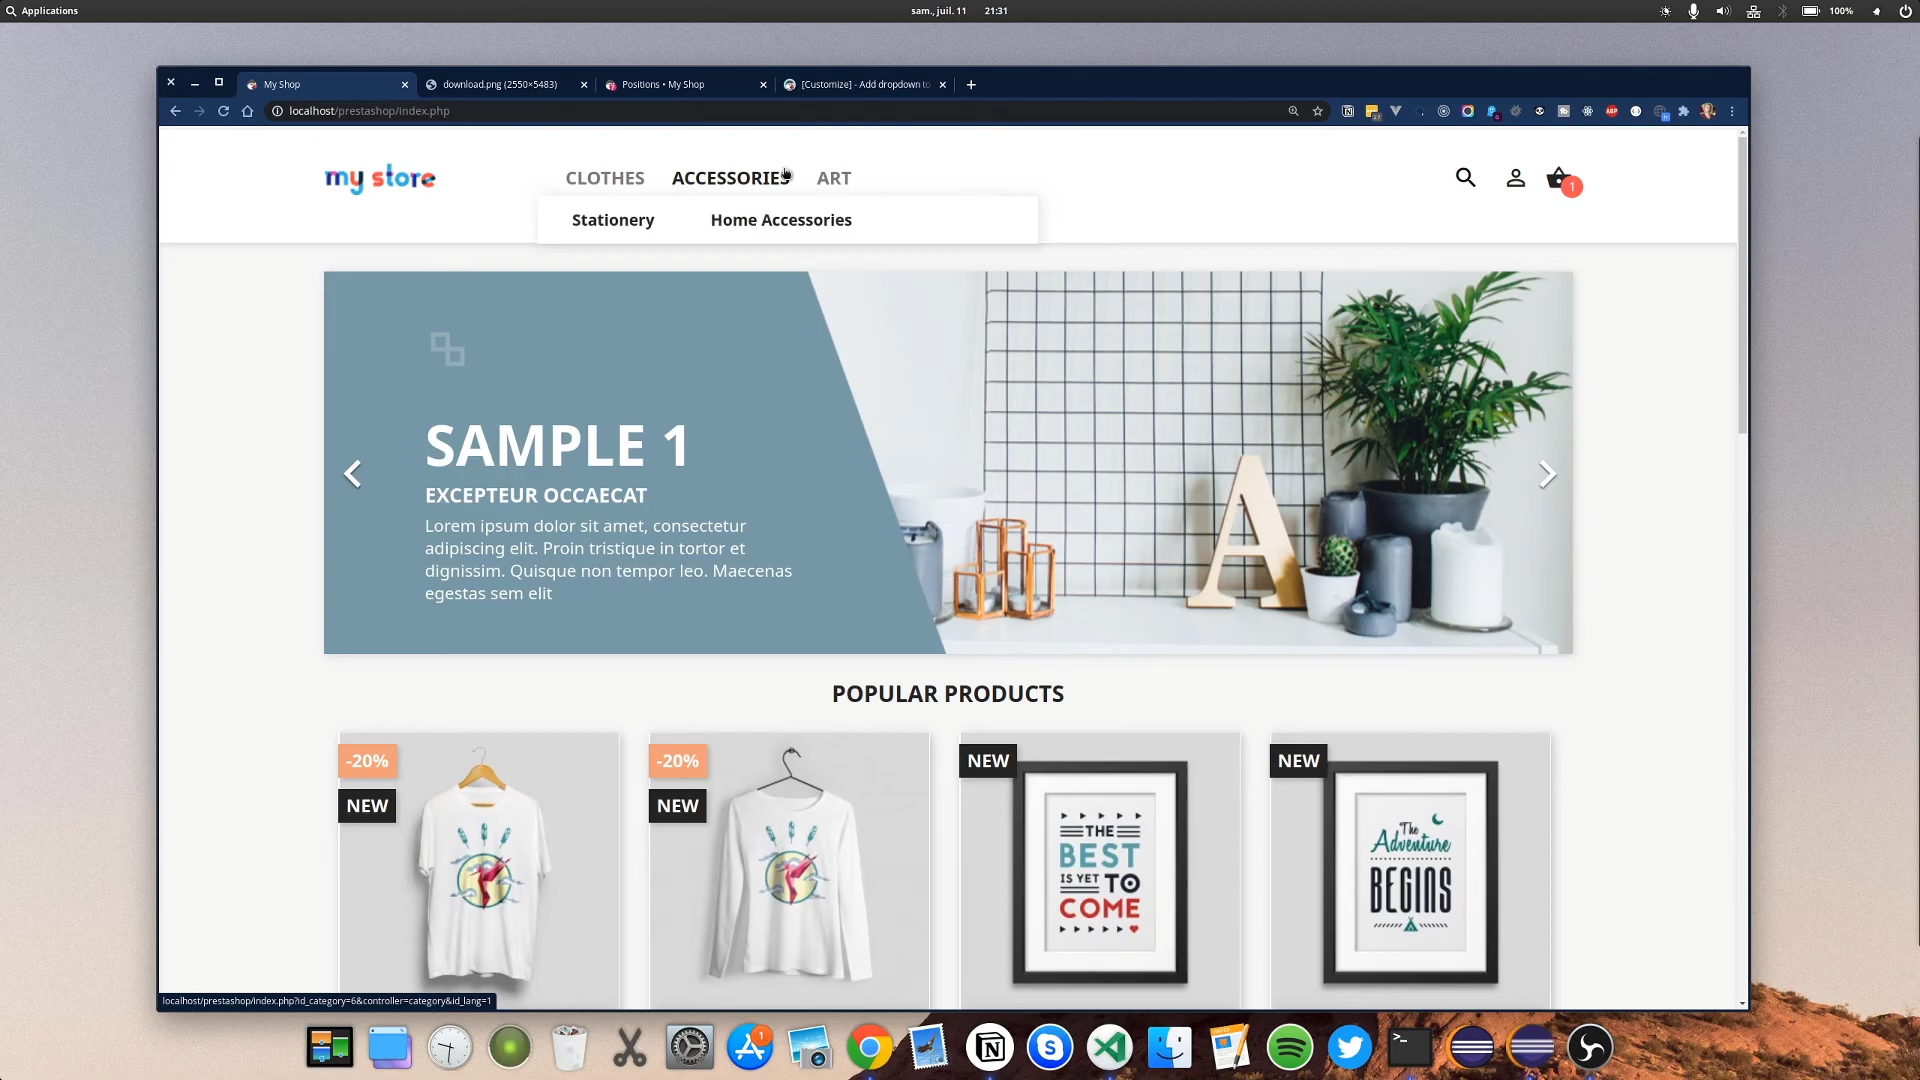 Applications
sam., juil. 11 21:31
100%
My Shop
download.png (2550×5483)
Positions • My Shop
[Customize] - Add dropdown to
localhost/prestashop/index.php
my store
CLOTHES
ACCESSORIES
ART
1
Stationery
Home Accessories
SAMPLE 1
EXCEPTEUR OCCAECAT
Lorem ipsum dolor sit amet, consectetur
adipiscing elit. Proin tristique in tortor et
dignissim. Quisque non tempor leo. Maecenas
egestas sem elit
A
POPULAR PRODUCTS
-20%
NEW
-20%
NEW
NEW
THE
BEST
IS YET TO
COME
NEW
The
Adventure
BEGINS
localhost/prestashop/index.php?id_category=6&controller=category&id_lang=1
1